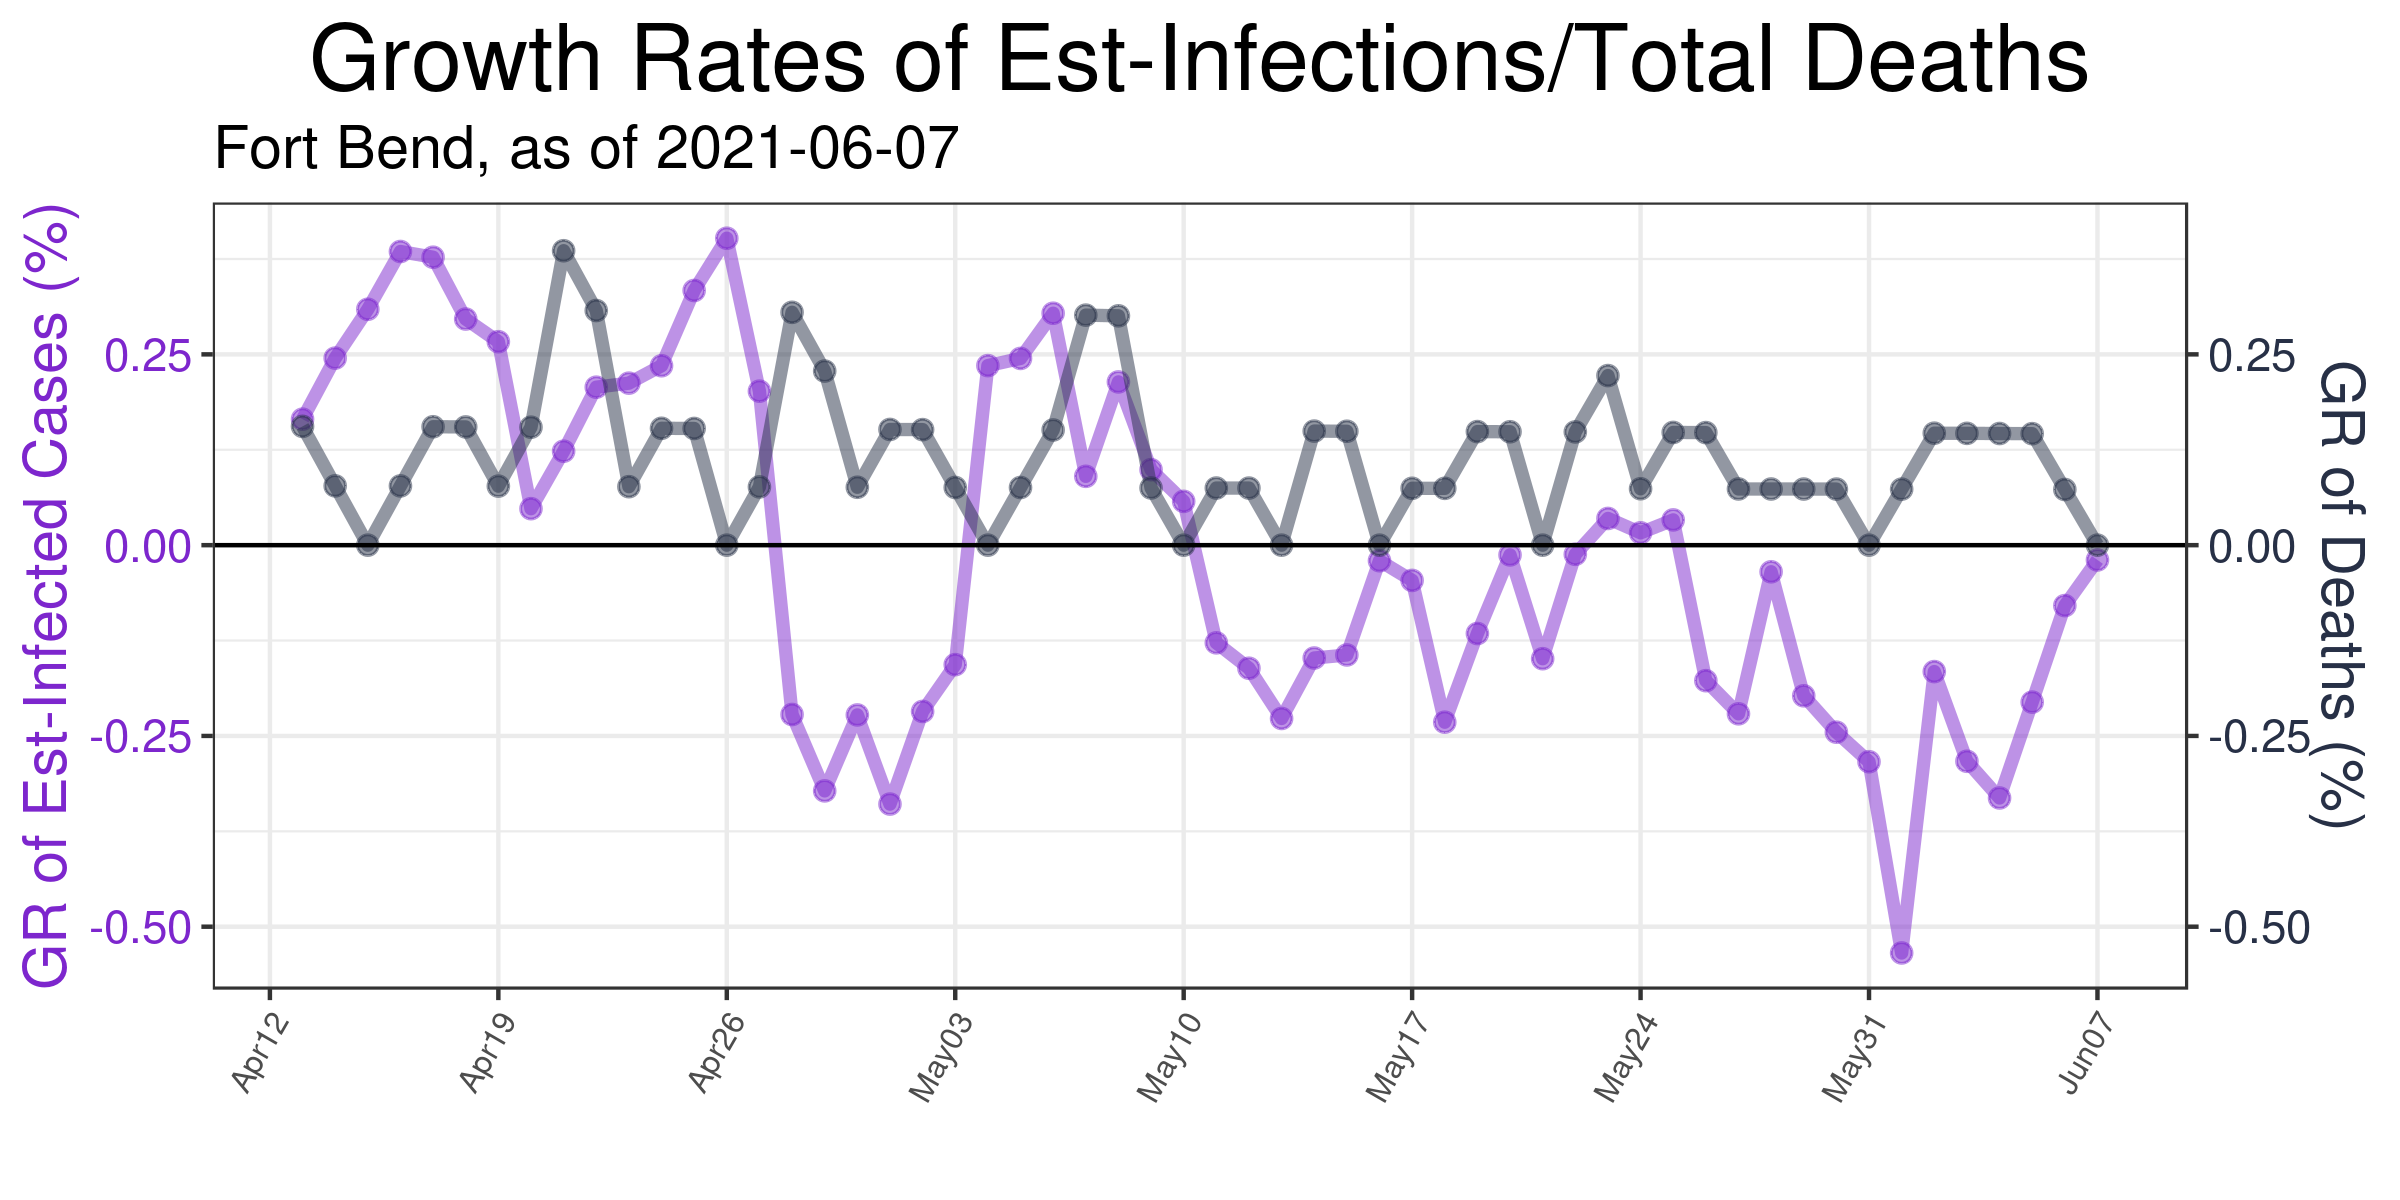 Growth Rates of Est-Infections/Total Deaths
Fort Bend, as of 2021-06-07
GR of Est-Infected Cases (%)
0.25
0.00
-0.25
-0.50
0.25
0.00
-0.25
-0.50
GR of Deaths (%)
Apr12
Apr19
Apr26
May03
May10
May17
May24
May31
Jun07